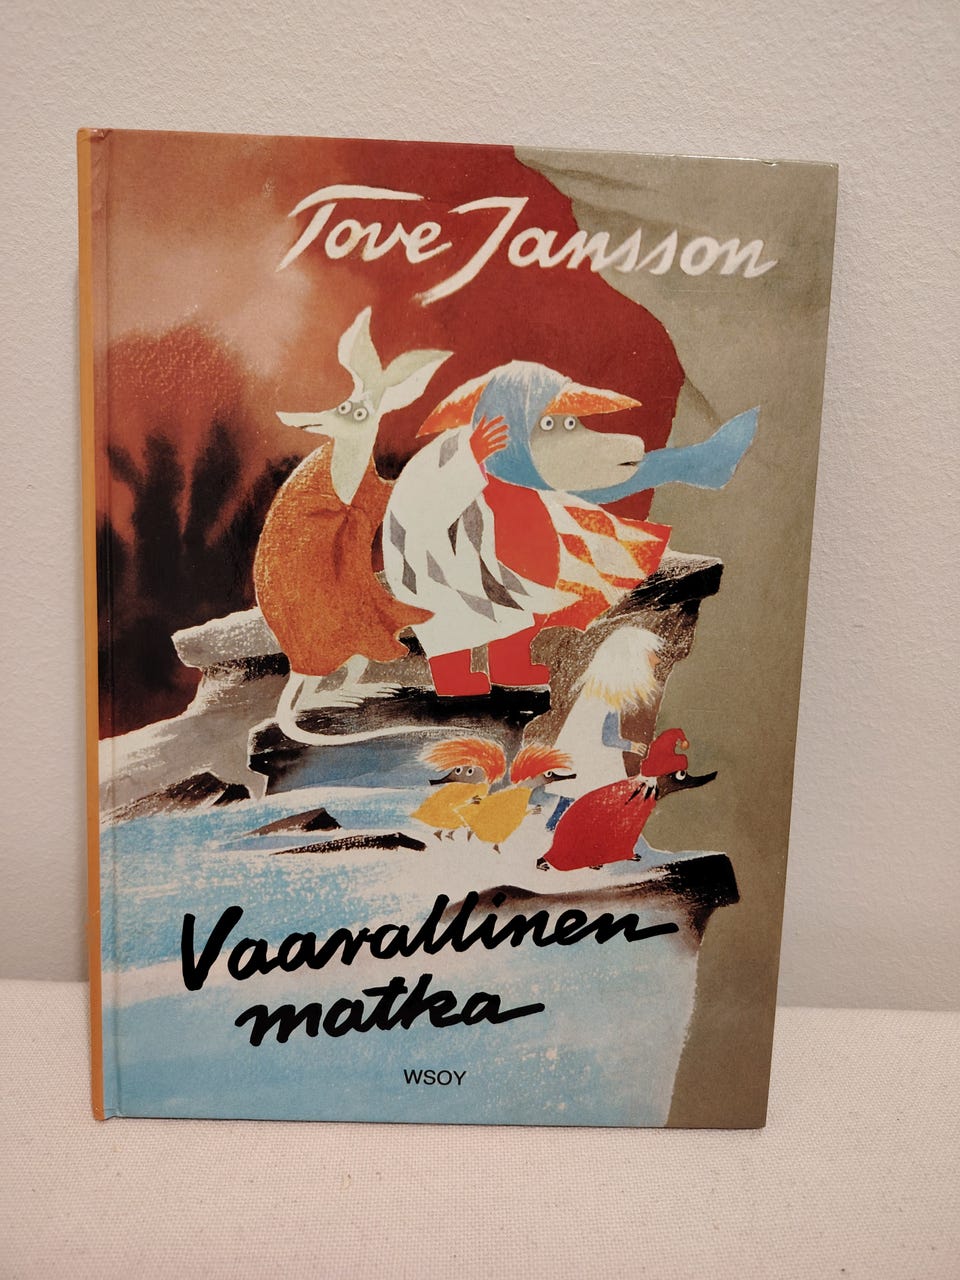 Tove Jansson
Vaarallinen
matka
WSOY